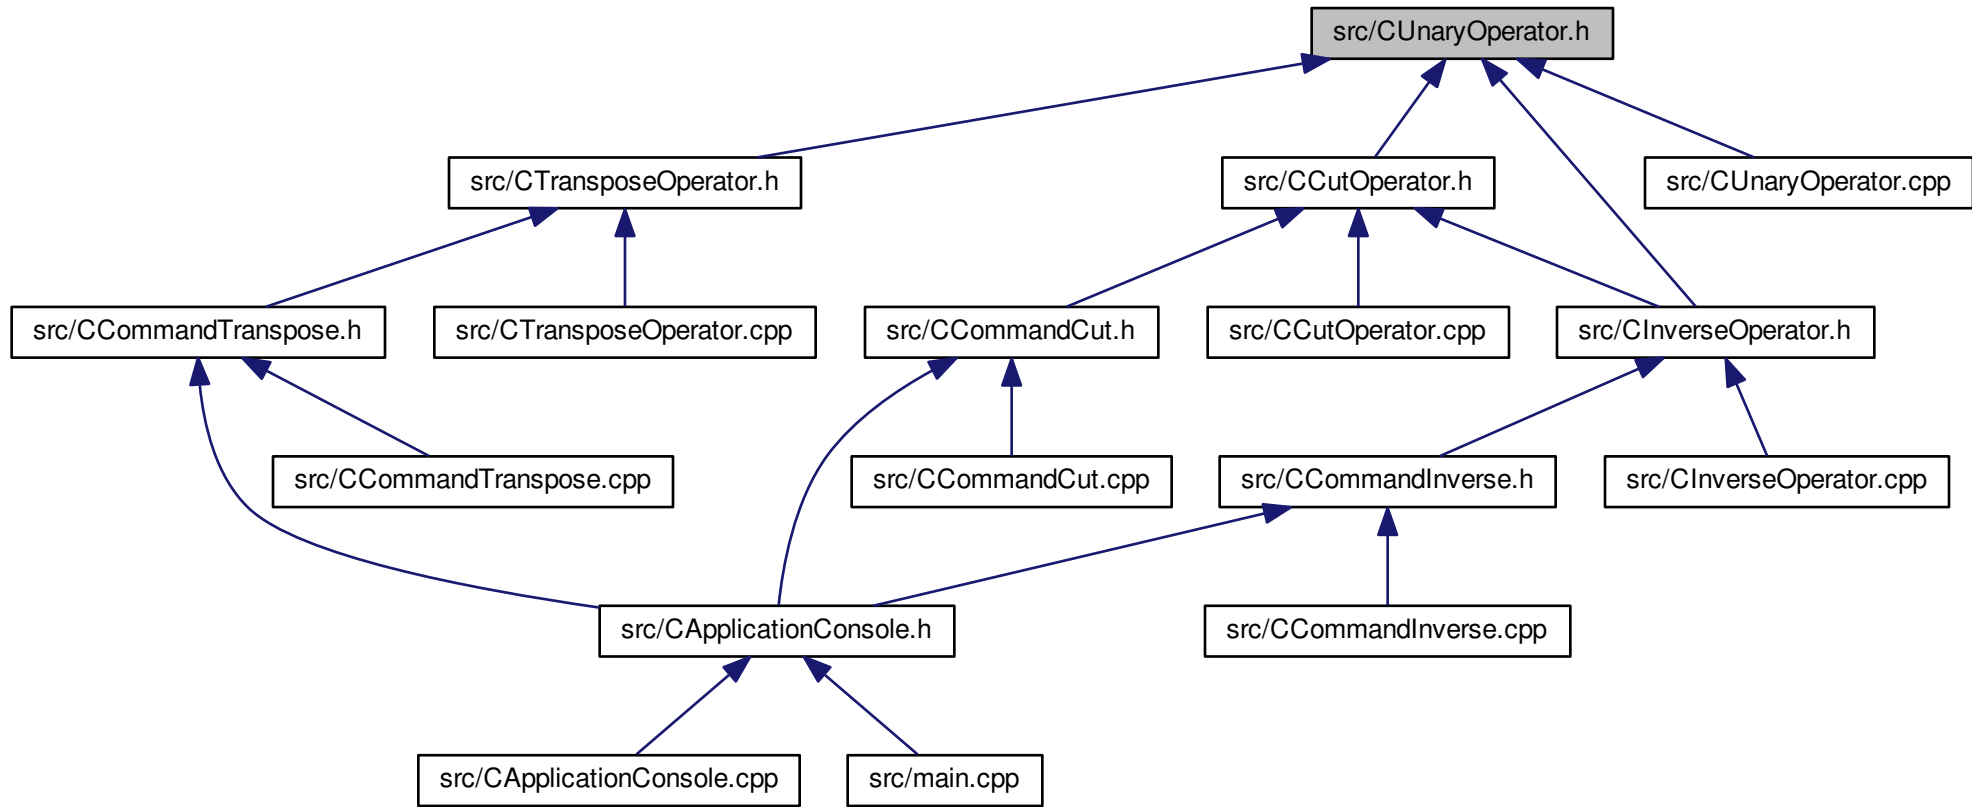 src/CUnaryOperator.h
src/CTransposeOperator.h
src/CCutOperator.h
src/CUnaryOperator.cpp
src/CCommandTranspose.h
src/CTransposeOperator.cpp
src/CCommandCut.h
src/CCutOperator.cpp
src/CInverseOperator.h
src/CCommandTranspose.cpp
src/CCommandCut.cpp
src/CCommandInverse.h
src/CInverseOperator.cpp
src/CApplicationConsole.h
src/CCommandInverse.cpp
src/CApplicationConsole.cpp
src/main.cpp